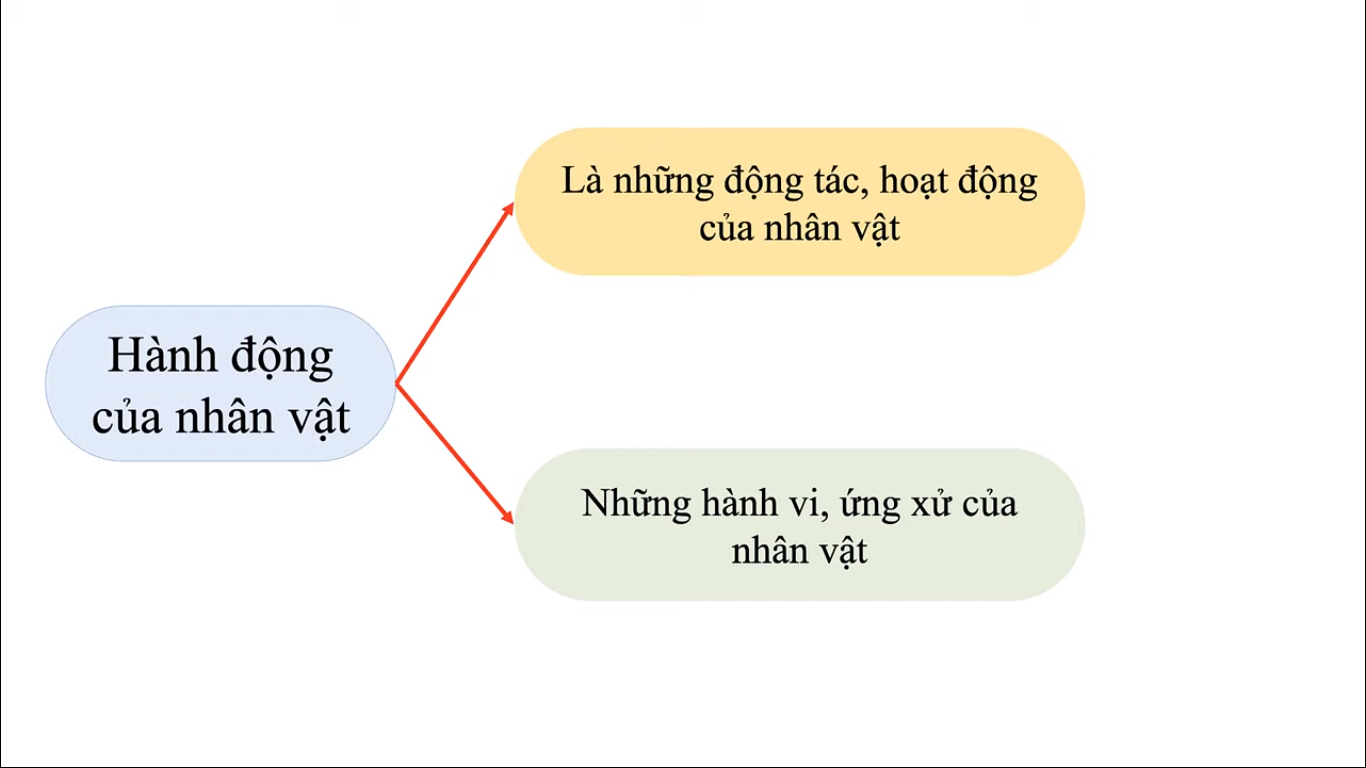 Là những động tác, hoạt động
của nhân vật
Hành động
của nhân vật
Những hành vi, ứng xử của
nhân vật